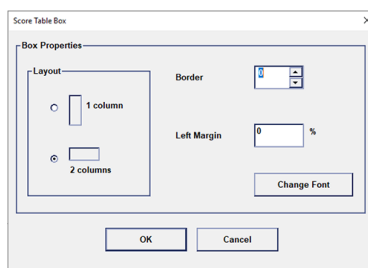 Score Table Box
Box Properties
Layout
1 column
2 columns
Border
0
Left Margin
0
%
Change Font
OK
Cancel